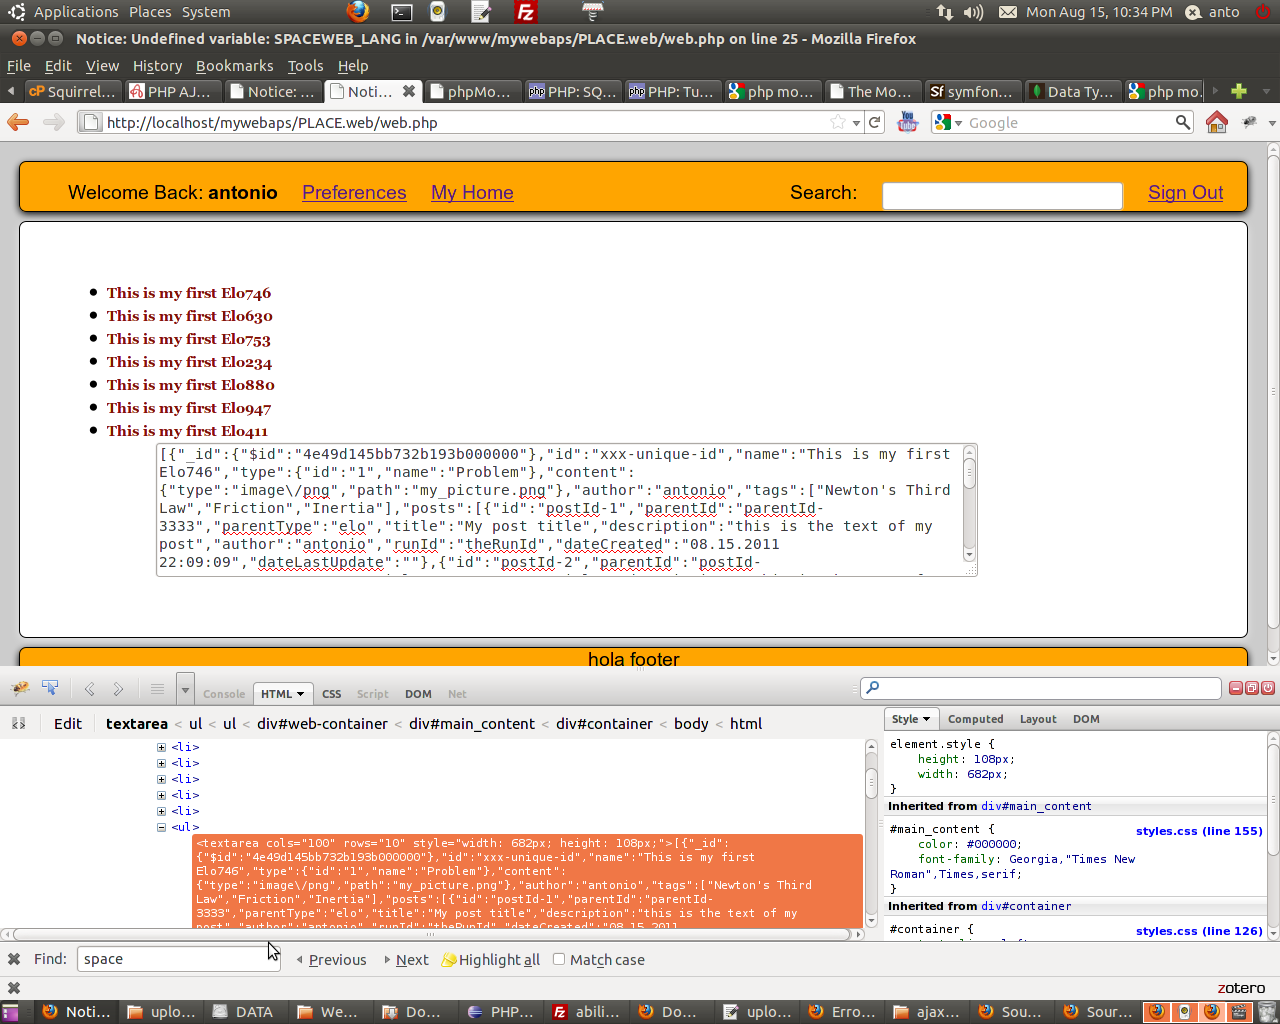 Applications Places System Mon Aug 15, 10:34 PM anto
Notice: Undefined variable: SPACEWEB_LANG in /var/www/mywebaps/PLACE.web/web.php on line 25 - Mozilla Firefox
File Edit View History Bookmarks Tools Help
cP Squirrel... PHP AJ... Notice: ... Noti... phpMo... php PHP: SQ... php PHP: Tu... php mo... The Mo... Sf symfon... Data Ty... php mo.
http://localhost/mywebaps/PLACE.web/web.php You Tube Google
Welcome Back: antonio Preferences My Home Search: Sign Out
This is my first Elo746
This is my first Elo630
This is my first Elo753
This is my first Elo234
This is my first Elo880
This is my first Elo947
This is my first Elo411
[{"_id":{"$id":"4e49d145bb732b193b000000"},"id":"xxx-unique-id","name":"This is my first
Elo746","type":{"id":"1","name":"Problem"},"content":
{"type":"image\/png","path":"my_picture.png"},"author":"antonio","tags":["Newton's Third
Law","Friction","Inertia"],"posts":[{"id":"postId-1","parentId":"parentId-
3333","parentType":"elo","title":"My post title","description":"this is the text of my
post","author":"antonio","runId":"theRunId","dateCreated":"08.15.2011
22:09:09","dateLastUpdate":""},{"id":"postId-2","parentId":"postId-
hola footer
Console HTML CSS Script DOM Net
Edit textarea < ul < ul < div#web-container < div#main_content < div#container < body < html
Style Computed Layout DOM
<li>
<li>
<li>
<li>
<li>
<ul>
<textarea cols="100" rows="10" style="width: 682px; height: 108px;">[{"_id":
{"$id":"4e49d145bb732b193b000000"},"id":"xxx-unique-id","name":"This is my first
Elo746","type":{"id":"1","name":"Problem"},"content":
{"type":"image\/png","path":"my_picture.png"},"author":"antonio","tags":["Newton's Third
Law","Friction","Inertia"],"posts":[{"id":"postId-1","parentId":"parentId-
3333","parentType":"elo","title":"My post title","description":"this is the text of my
post","author":"antonio","runId":"theRunId","dateCreated":"08.15.2011
element.style {
height: 108px;
width: 682px;
}
Inherited from div#main_content
#main_content { styles.css (line 155)
color: #000000;
font-family: Georgia,"Times New
Roman",Times,serif;
}
Inherited from div#container
#container { styles.css (line 126)
Find: space Previous Next Highlight all Match case
zotero
Noti... uplo... DATA We... Do... PHP... Fz abili... Do... uplo... Erro... ajax... Sou... Sour...